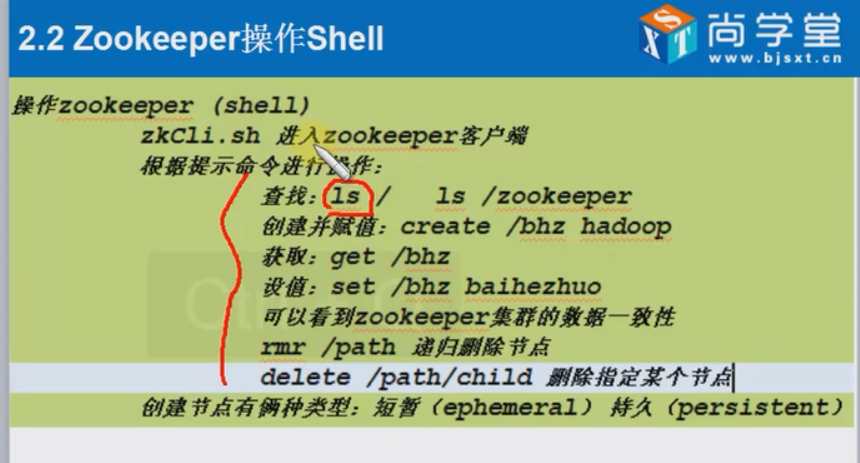 2.2 Zookeeper操作Shell
尚学堂
www.bjsxt.cn
操作zookeeper (shell)
zkCli.sh 进入zookeeper客户端
根据提示命令进行操作：
查找：ls / ls /zookeeper
创建并赋值：create /bhz hadoop
获取：get /bhz
设值：set /bhz baihezhuo
可以看到zookeeper集群的数据一致性
rmr /path 递归删除节点
delete /path/child 删除指定某个节点
创建节点有俩种类型：短暂（ephemeral） 持久（persistent）